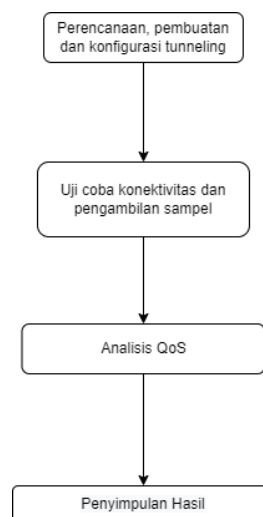 Perencanaan, pembuatan
dan konfigurasi tunneling
Uji coba konektivitas dan
pengambilan sampel
Analisis QoS
Penyimpulan Hasil